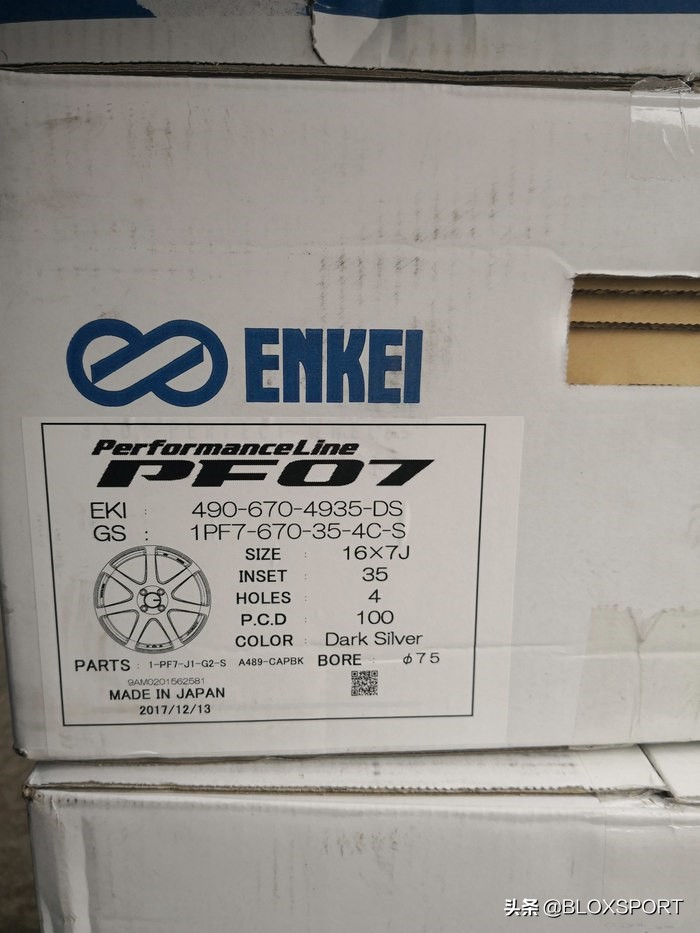 ENKEI
PerformanceLine
PF07
EKI : 490-670-4935-DS
GS : 1PF7-670-35-4C-S
SIZE : 16×7J
INSET : 35
HOLES : 4
P.C.D : 100
COLOR : Dark Silver
PARTS : 1-PF7-J1-G2-S A489-CAPBK BORE : φ75
9AM0201562581
MADE IN JAPAN
2017/12/13
头条 @BLOXSPORT